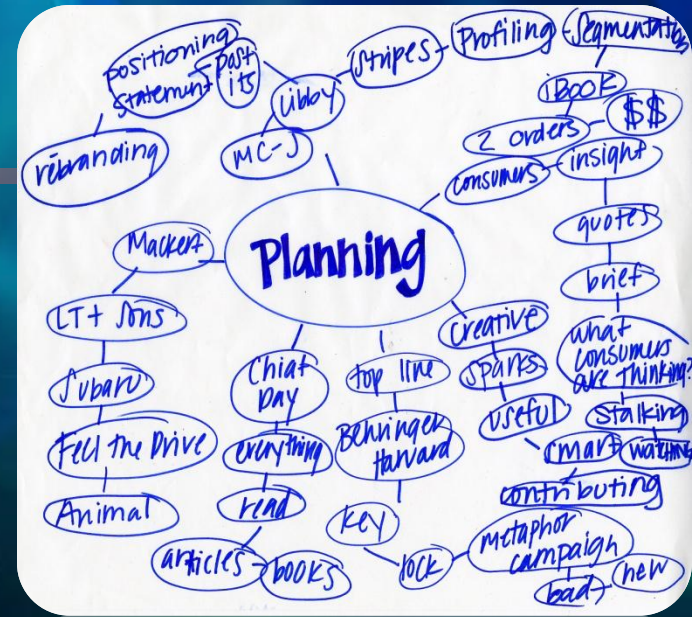 positioning
statement
post
its
rebranding
Libby
MC-J
Stripes
Profiling
Segmentation
iBOOK
$$
2 orders
consumers
insight
quotes
brief
what
consumers
are thinking?
Stalking
watching
Planning
Mackert
LT+ Sons
Subaru
Feel the Drive
Animal
Chiat
Day
everything
read
articles
books
top line
Behringer
Harvard
key
lock
metaphor
campaign
bad
new
creative
sparks
useful
smart
contributing